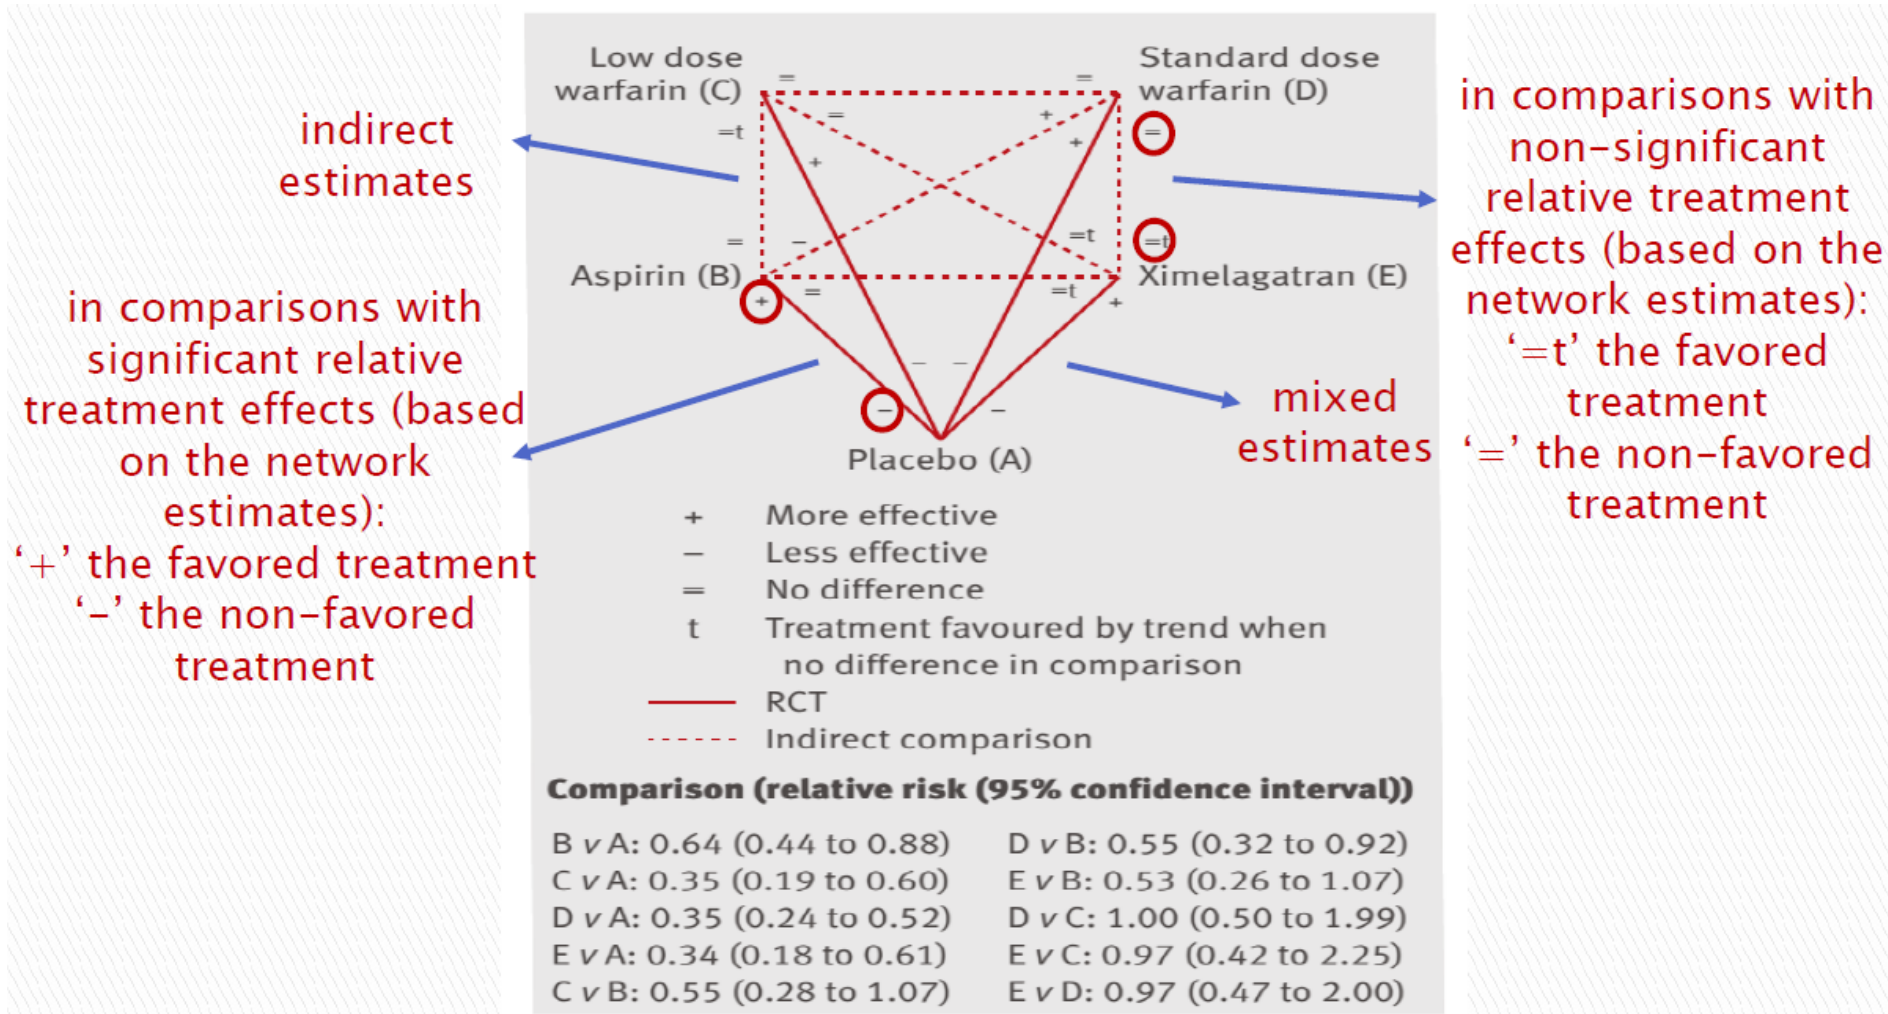 indirect
estimates
in comparisons with
significant relative
treatment effects (based
on the network
estimates):
‘+’ the favored treatment
‘-’ the non-favored
treatment
Low dose
warfarin (C)
Standard dose
warfarin (D)
= =
= +
=t + + =
= - =t =t
Aspirin (B)
Ximelagatran (E)
+ = =t +
- -
- -
Placebo (A)
mixed
estimates
in comparisons with
non-significant
relative treatment
effects (based on the
network estimates):
‘=t’ the favored
treatment
‘=’ the non-favored
treatment
+ More effective
− Less effective
= No difference
t Treatment favoured by trend when
no difference in comparison
RCT
Indirect comparison
Comparison (relative risk (95% confidence interval))
B v A: 0.64 (0.44 to 0.88) D v B: 0.55 (0.32 to 0.92)
C v A: 0.35 (0.19 to 0.60) E v B: 0.53 (0.26 to 1.07)
D v A: 0.35 (0.24 to 0.52) D v C: 1.00 (0.50 to 1.99)
E v A: 0.34 (0.18 to 0.61) E v C: 0.97 (0.42 to 2.25)
C v B: 0.55 (0.28 to 1.07) E v D: 0.97 (0.47 to 2.00)